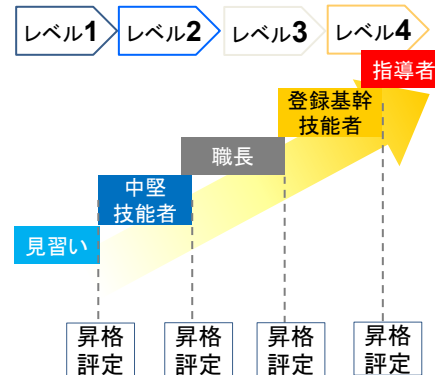 レベル1
レベル2
レベル3
レベル4
指導者
登録基幹
技能者
職長
中堅
技能者
見習い
昇格
評定
昇格
評定
昇格
評定
昇格
評定